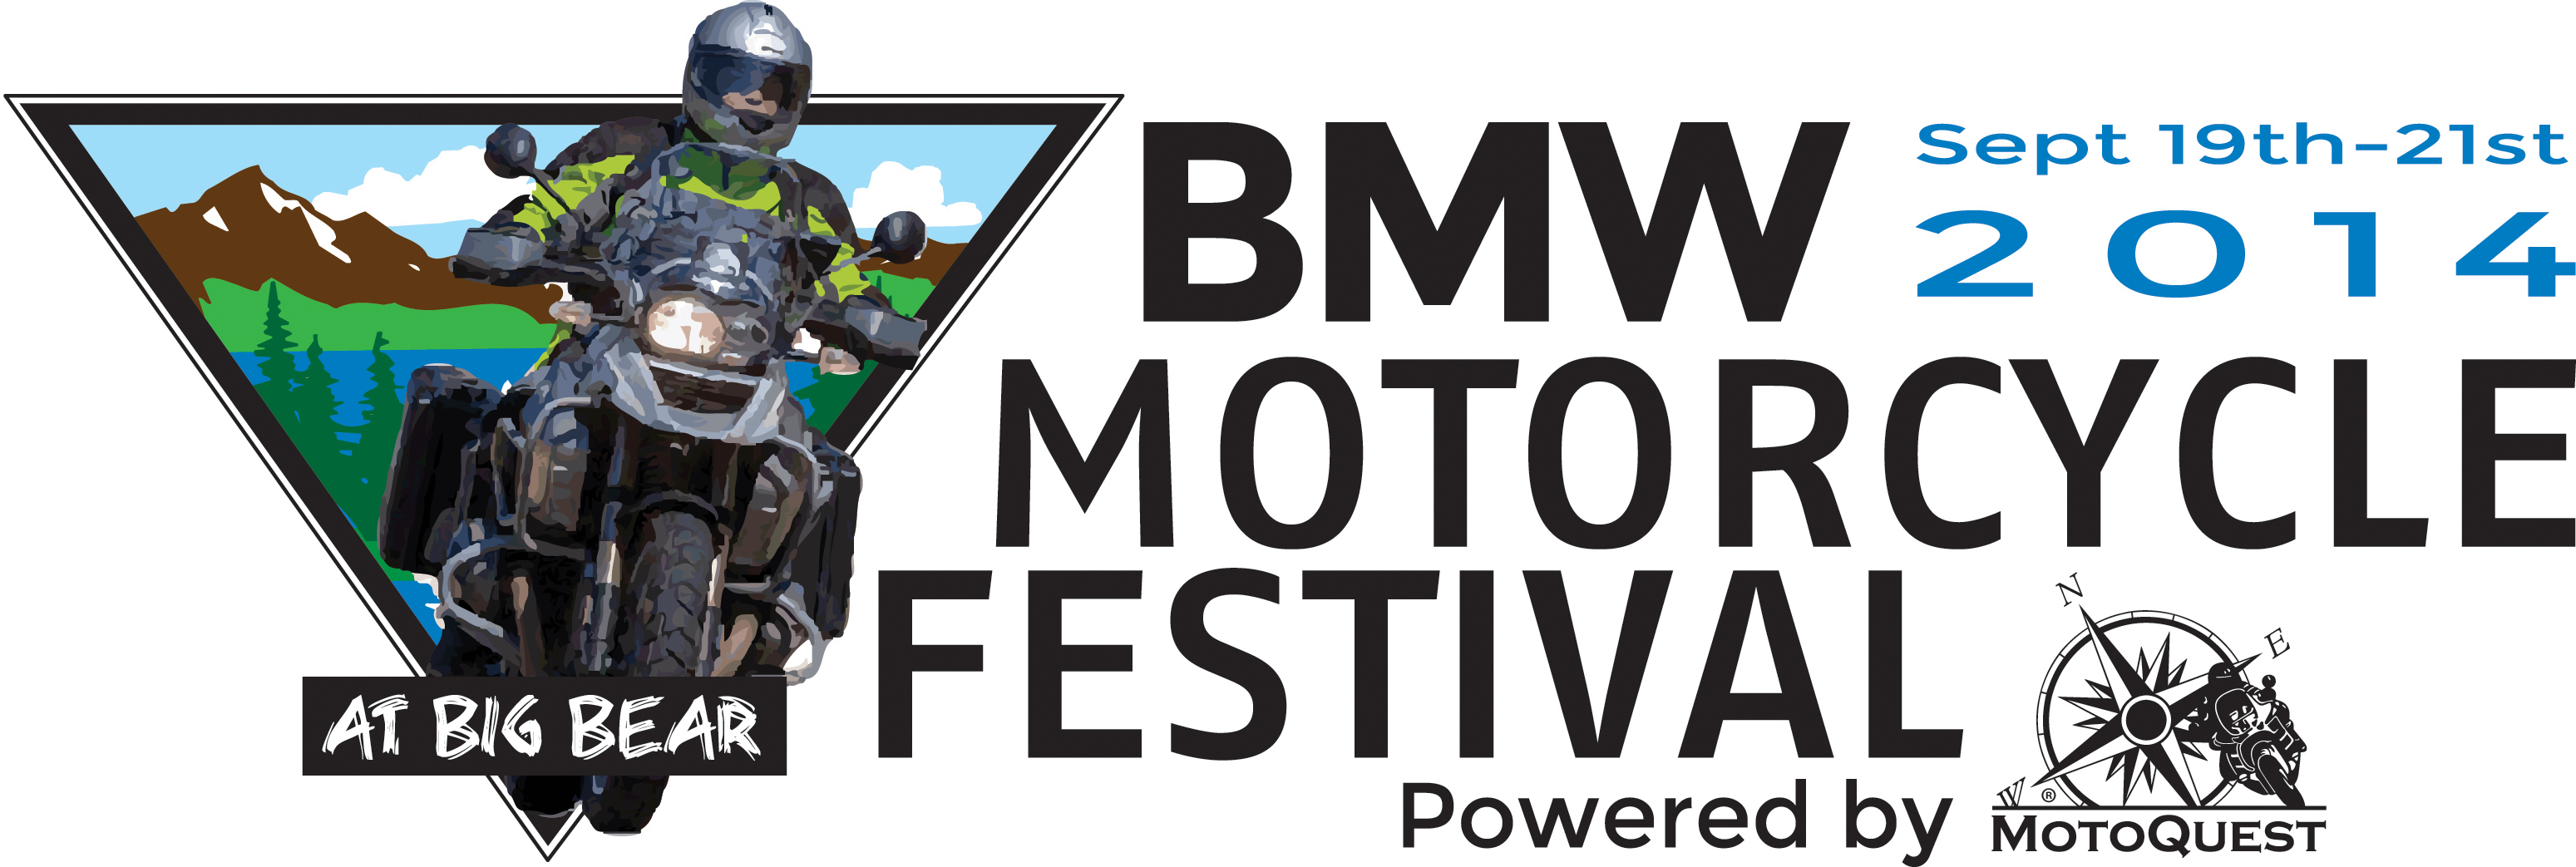 BMW
Sept 19th-21st
2014
MOTORCYCLE
FESTIVAL
AT BIG BEAR
Powered by
N
E
W
®
MOTOQUEST